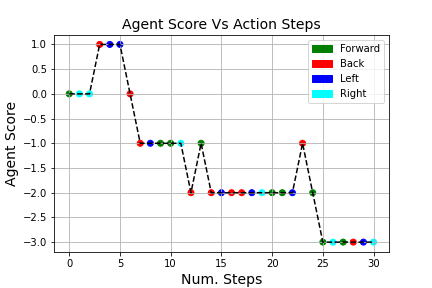 Agent Score Vs Action Steps
1.0
0.5
0.0
−0.5
−1.0
−1.5
−2.0
−2.5
−3.0
Agent Score
Forward
Back
Left
Right
0 5 10 15 20 25 30
Num. Steps